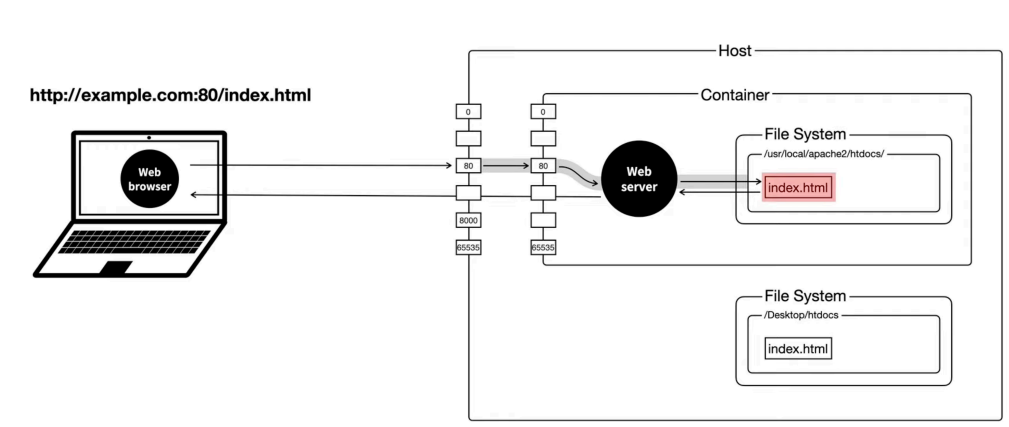 Host
http://example.com:80/index.html
Container
0
0
File System
/usr/local/apache2/htdocs/
Web
browser
80
80
Web
server
index.html
8000
65535
65535
File System
/Desktop/htdocs
index.html